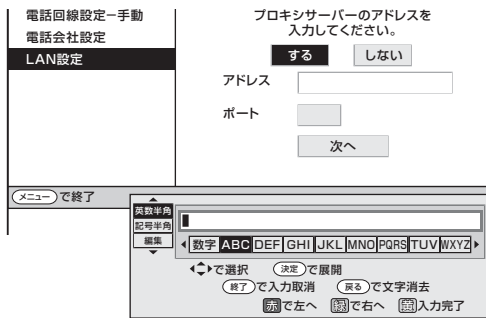 電話回線設定−手動
電話会社設定
LAN設定
プロキシサーバーのアドレスを
入力してください。
する しない
アドレス
ポート
次へ
メニューで終了
英数半角
記号半角
編集
数字 ABC DEF GHI JKL MNO PQRS TUV WXYZ
で選択 決定で展開
終了で入力取消 戻るで文字消去
赤で左へ 緑で右へ 黄入力完了